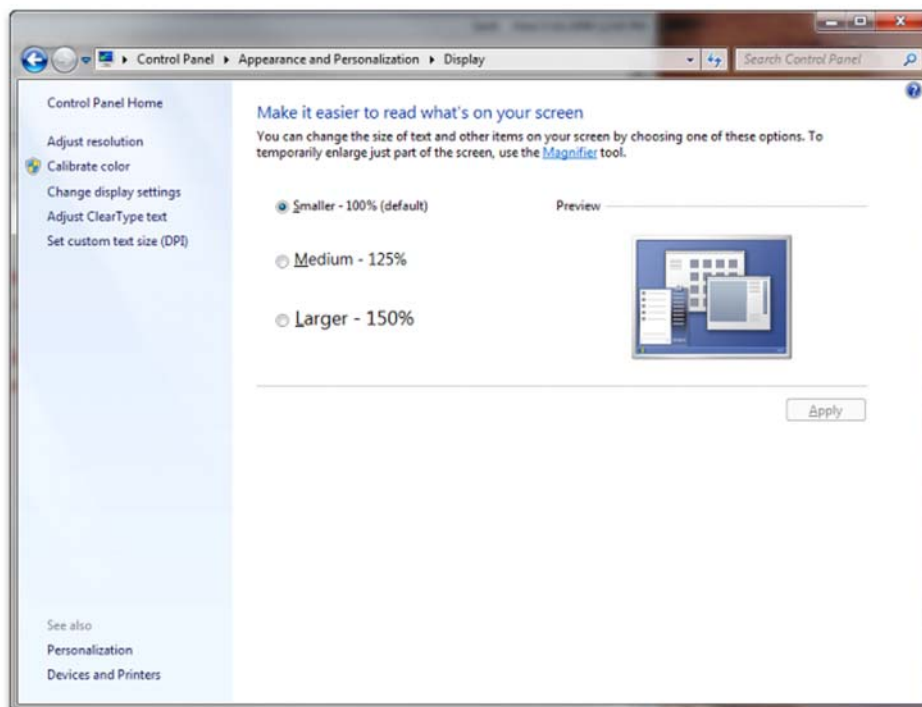 Control Panel Appearance and Personalization Display Search Control Panel
Control Panel Home
Adjust resolution
Calibrate color
Change display settings
Adjust ClearType text
Set custom text size (DPI)
Make it easier to read what's on your screen
You can change the size of text and other items on your screen by choosing one of these options. To
temporarily enlarge just part of the screen, use the Magnifier tool.
Smaller - 100% (default)
Preview
Medium - 125%
Larger - 150%
Apply
See also
Personalization
Devices and Printers